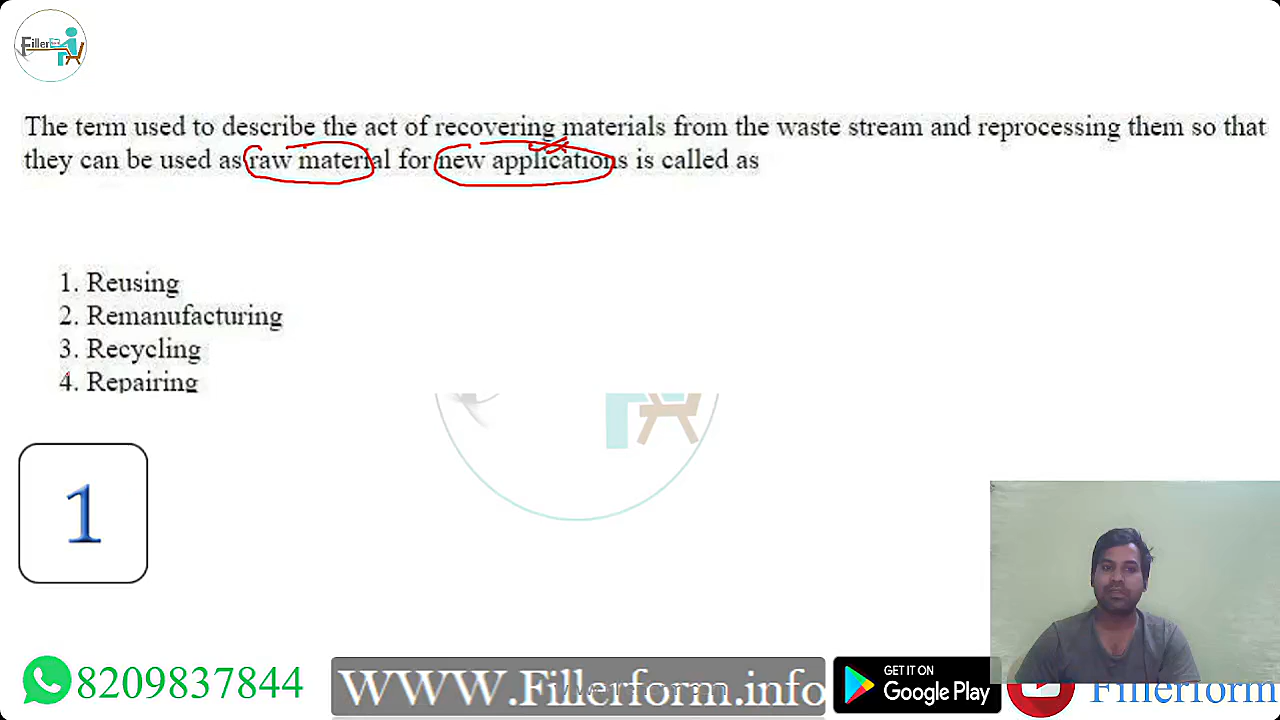 Filler
The term used to describe the act of recovering materials from the waste stream and reprocessing them so that
they can be used as raw material for new applications is called as
1. Reusing
2. Remanufacturing
3. Recycling
4. Repairing
1
8209837844
WWW.Fillerform.info
GET IT ON
Google Play
Fillerform